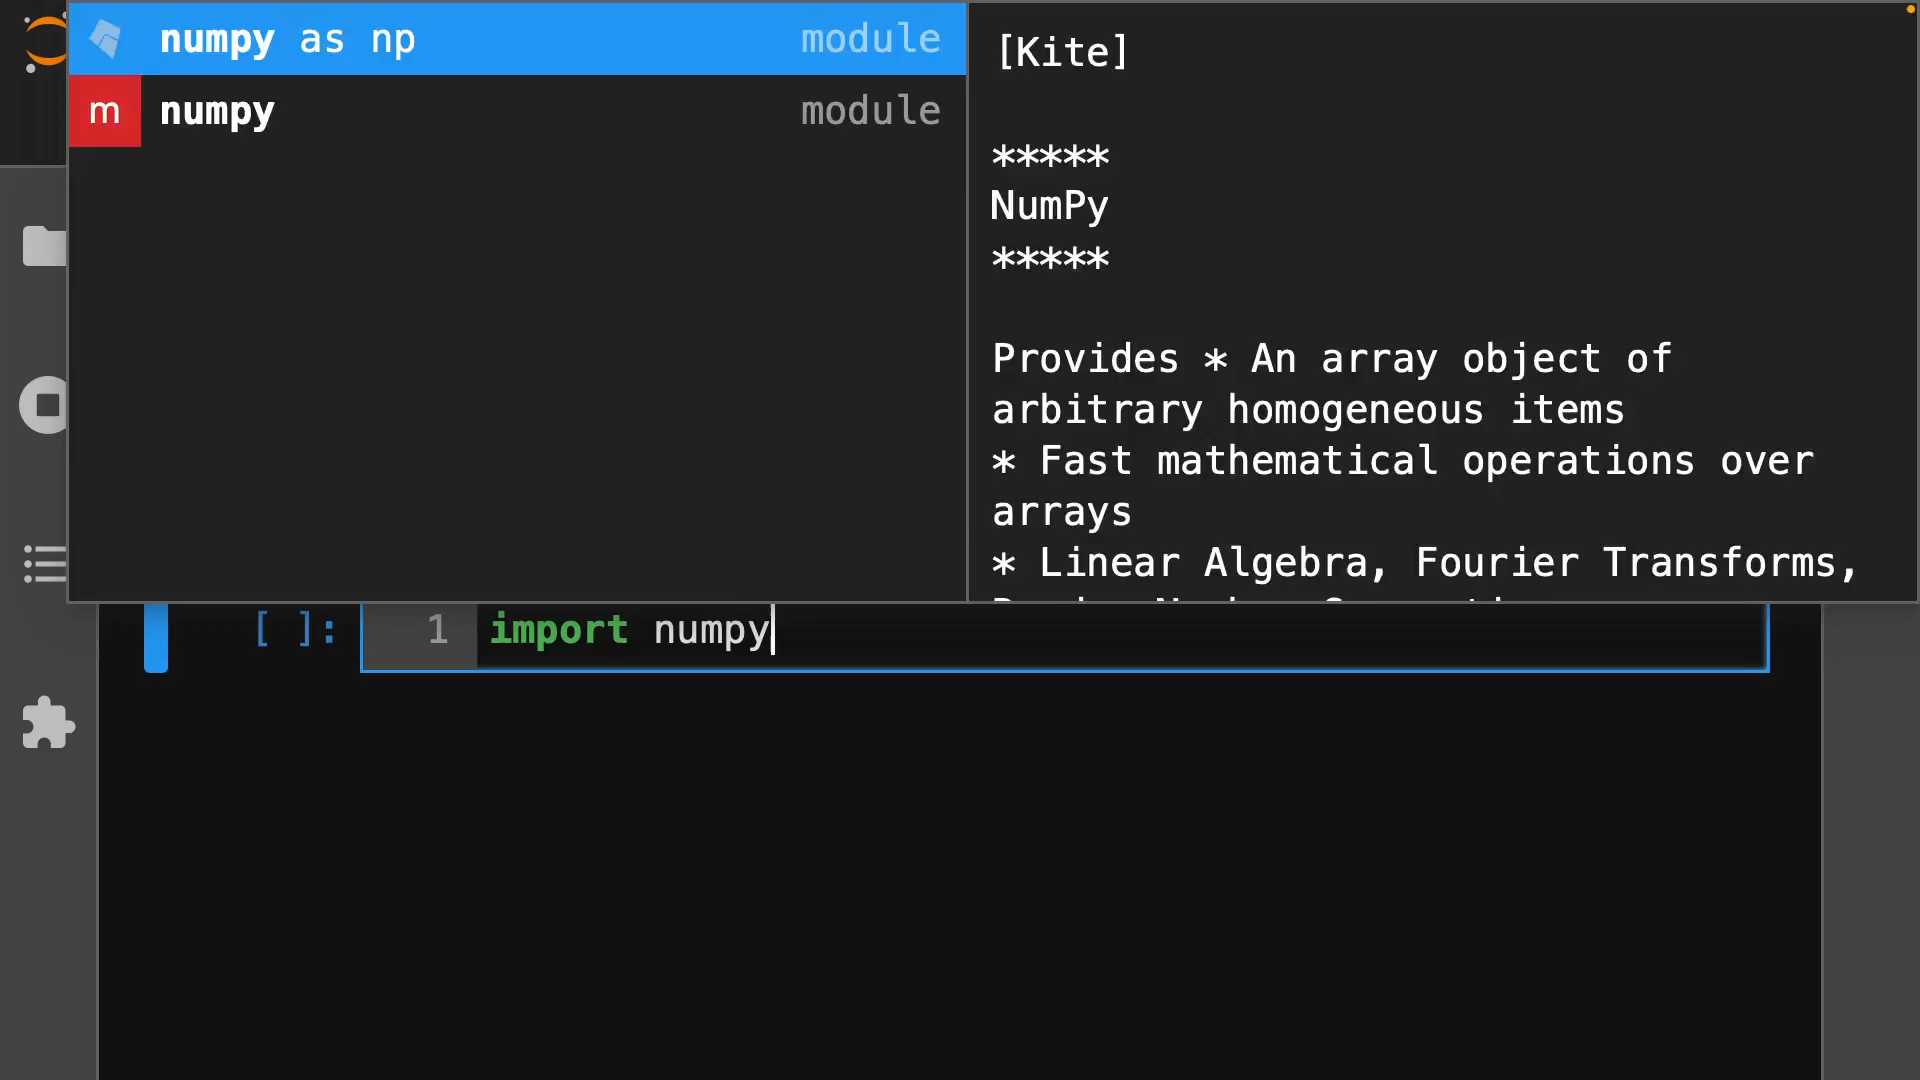 numpy as np module
m numpy module
[Kite]
*****
NumPy
*****
Provides * An array object of
arbitrary homogeneous items
* Fast mathematical operations over
arrays
* Linear Algebra, Fourier Transforms,
[ ]: 1 import numpy